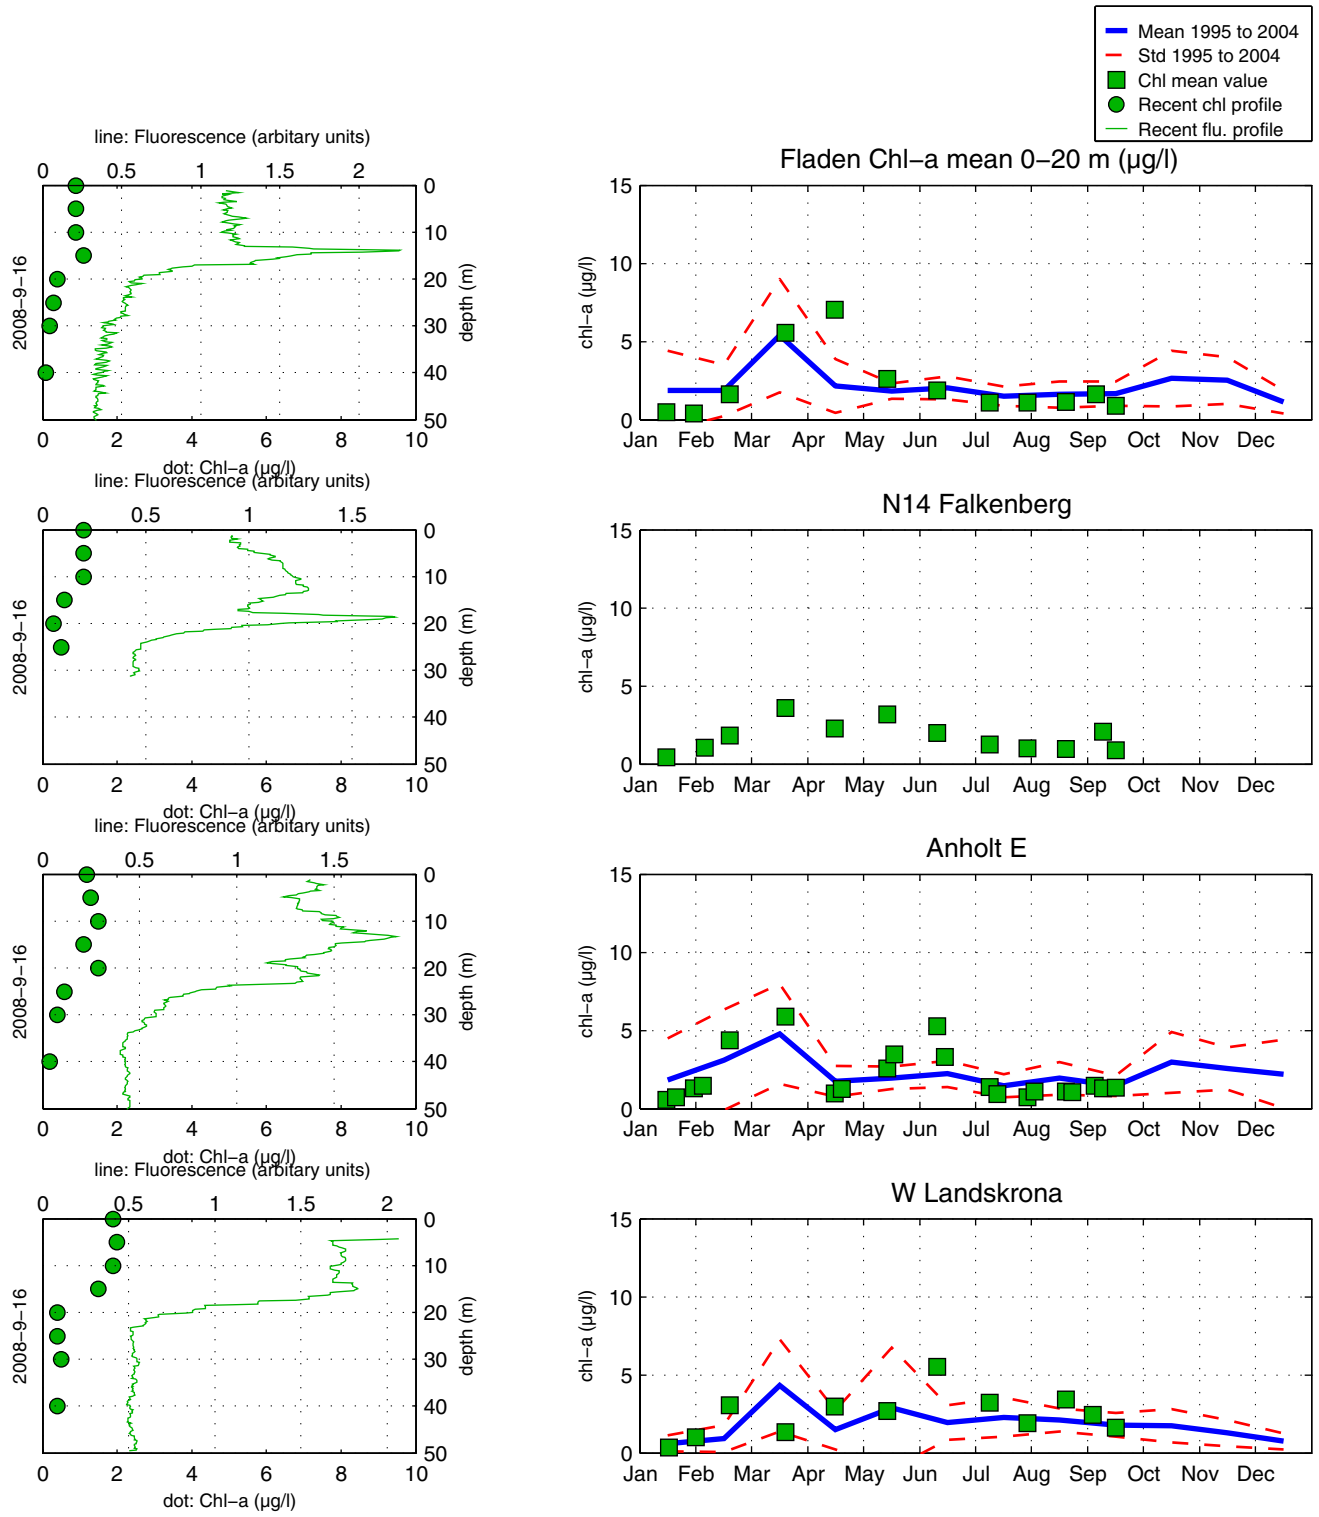 Mean 1995 to 2004
Std 1995 to 2004
Chl mean value
Recent chl profile
Recent flu. profile
line: Fluorescence (arbitary units)
0 0.5 1 1.5 2
0
10
20
30
40
50
depth (m)
2008−9−16
0 2 4 6 8 10
dot: Chl−a (µg/l)
Fladen Chl−a mean 0−20 m (µg/l)
15
10
5
0
chl−a (µg/l)
Jan Feb Mar Apr May Jun Jul Aug Sep Oct Nov Dec
line: Fluorescence (arbitary units)
0 0.5 1 1.5
0
10
20
30
40
50
depth (m)
2008−9−16
0 2 4 6 8 10
dot: Chl−a (µg/l)
N14 Falkenberg
15
10
5
0
chl−a (µg/l)
Jan Feb Mar Apr May Jun Jul Aug Sep Oct Nov Dec
line: Fluorescence (arbitary units)
0 0.5 1 1.5
0
10
20
30
40
50
depth (m)
2008−9−16
0 2 4 6 8 10
dot: Chl−a (µg/l)
Anholt E
15
10
5
0
chl−a (µg/l)
Jan Feb Mar Apr May Jun Jul Aug Sep Oct Nov Dec
line: Fluorescence (arbitary units)
0 0.5 1 1.5 2
0
10
20
30
40
50
depth (m)
2008−9−16
0 2 4 6 8 10
dot: Chl−a (µg/l)
W Landskrona
15
10
5
0
chl−a (µg/l)
Jan Feb Mar Apr May Jun Jul Aug Sep Oct Nov Dec